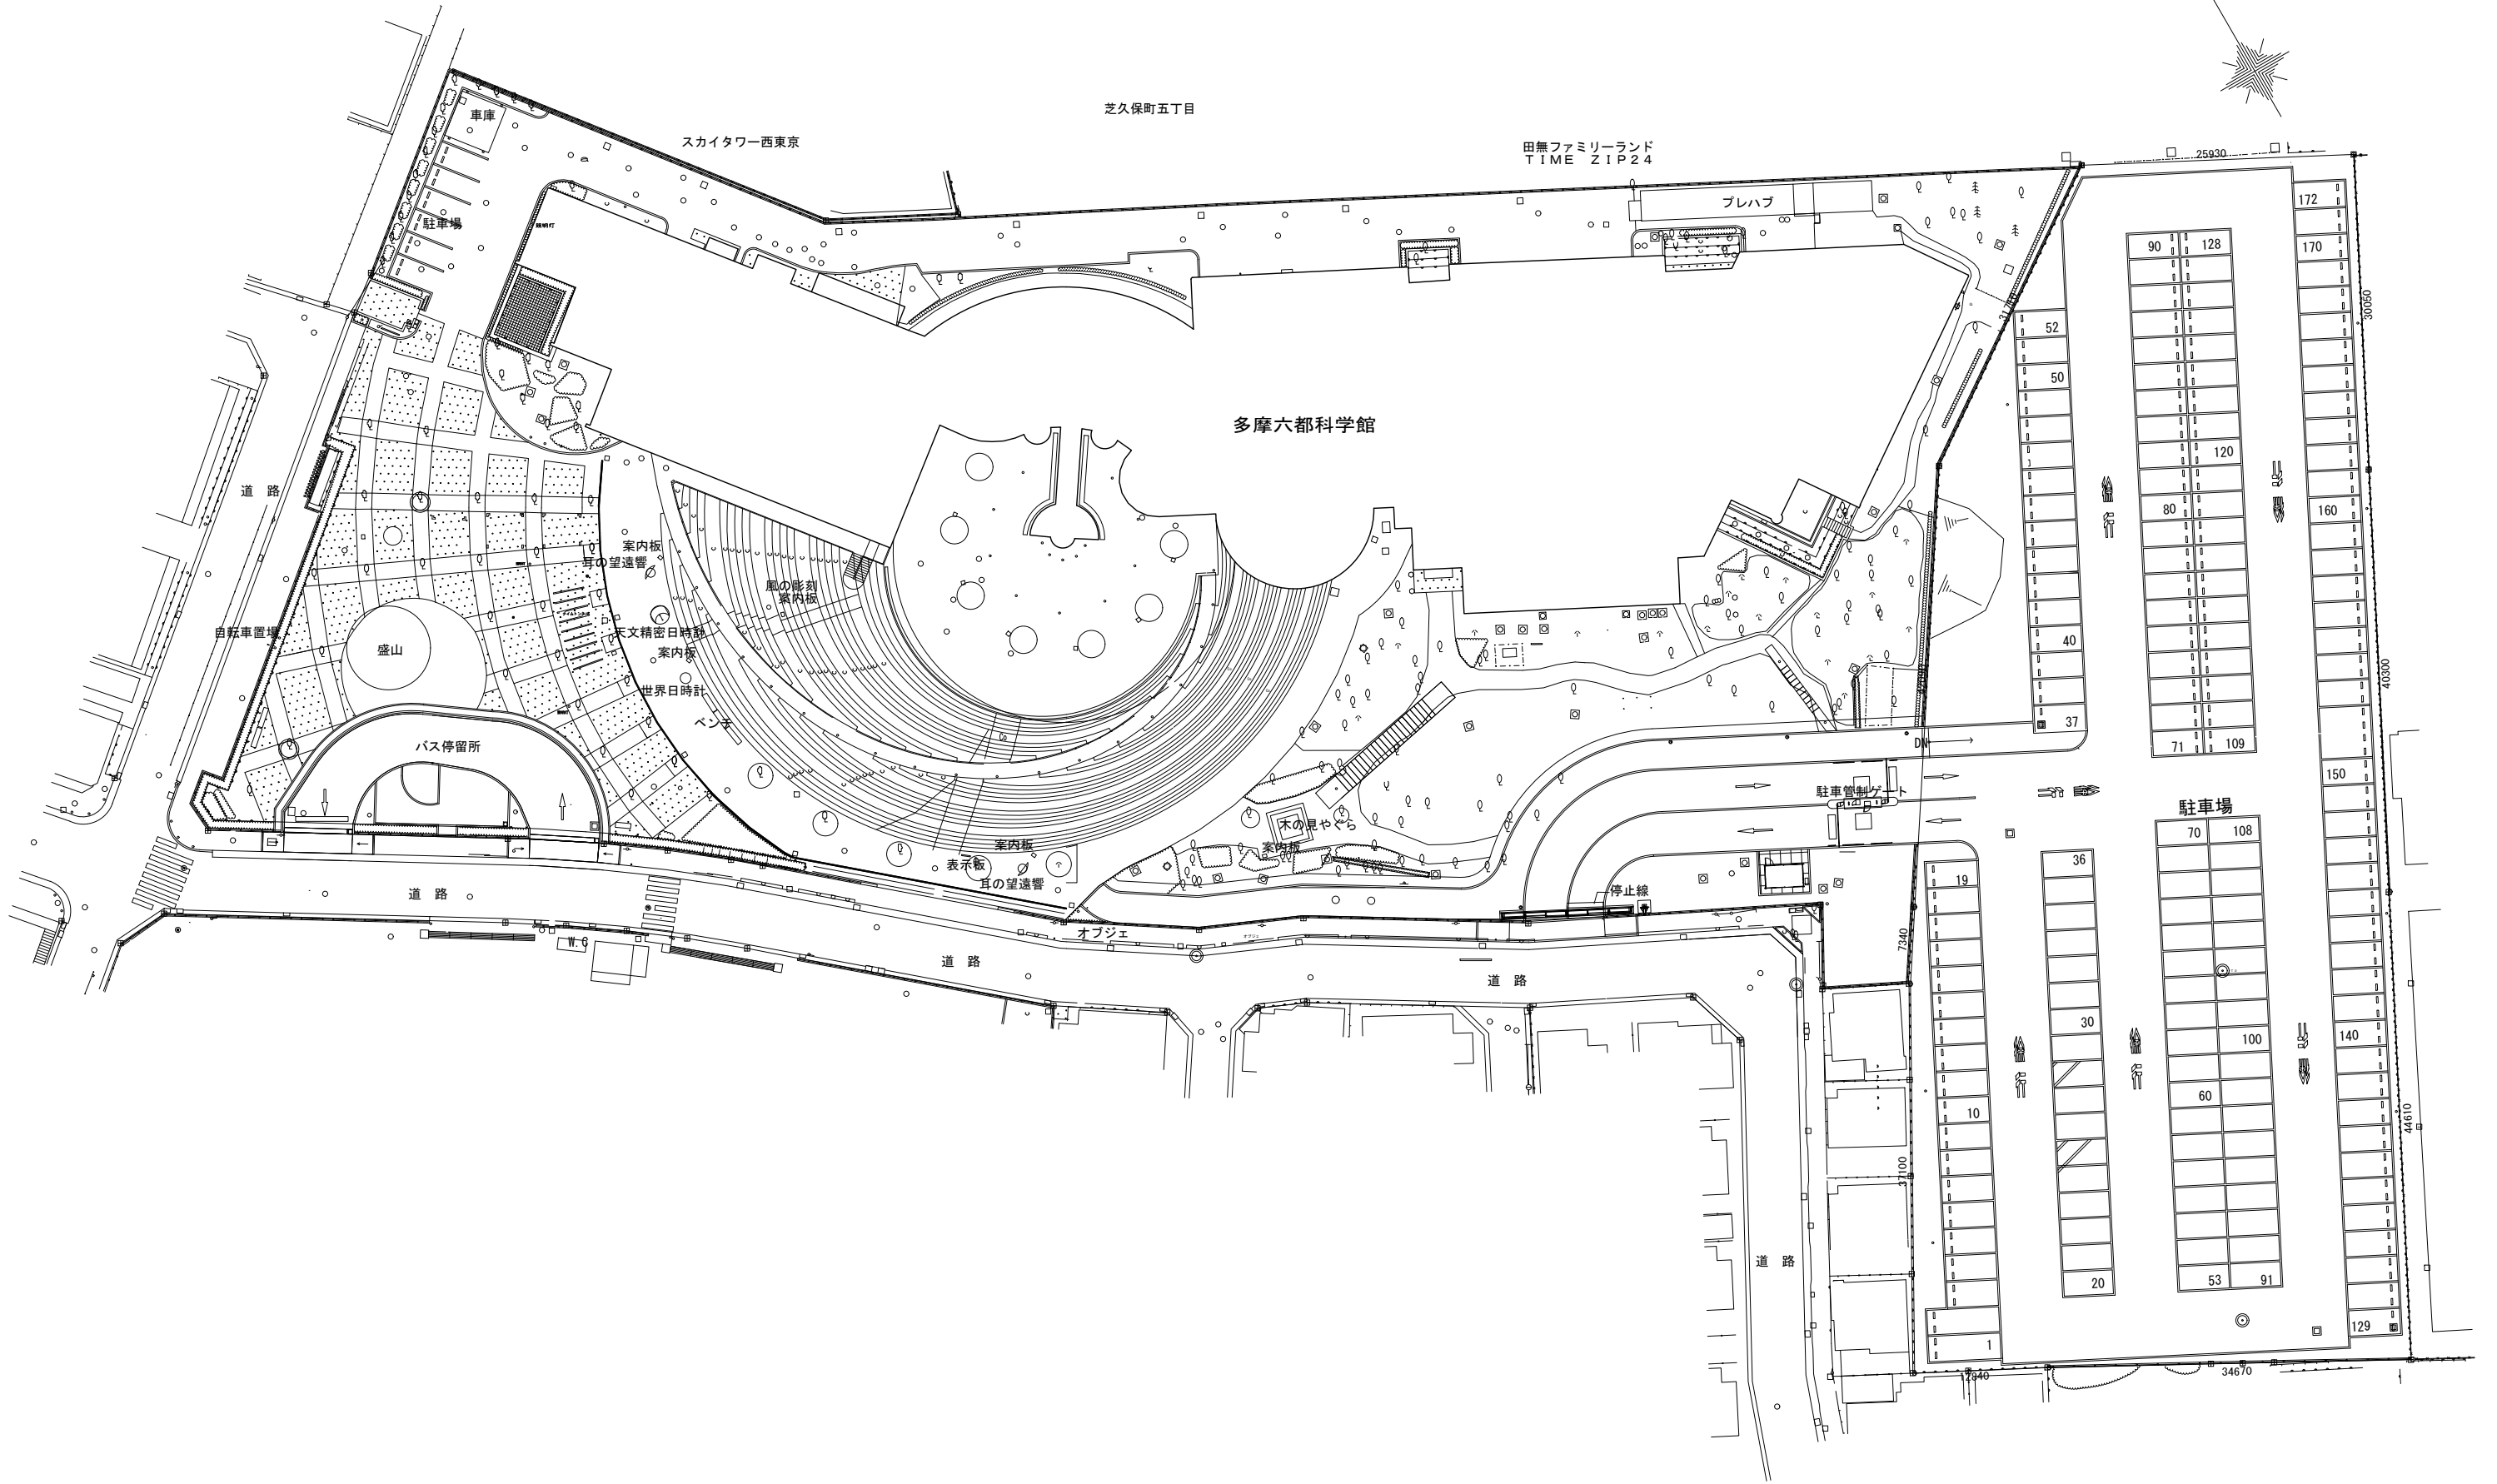 芝久保町五丁目
スカイタワー西東京
田無ファミリーランド
TIME ZIP24
25930
車庫
駐車場
照明灯
プレハブ
172
90
128
170
30050
52
50
多摩六都科学館
120
道 路
80
160
案内板
耳の望遠響
風の彫刻
案内板
自転車置場
天文精密日時計
盛山
案内板
世界日時計
40
40300
ベンチ
37
バス停留所
DN
71
109
150
駐車管制ゲート
駐車場
木の見やぐら
70
108
案内板
案内板
表示板
耳の望遠響
36
19
停止線
道 路
オブジェ
オブジェ
W.C
7340
道 路
道 路
30
100
140
60
10
44610
37100
道 路
20
53
91
129
1
12840
34670